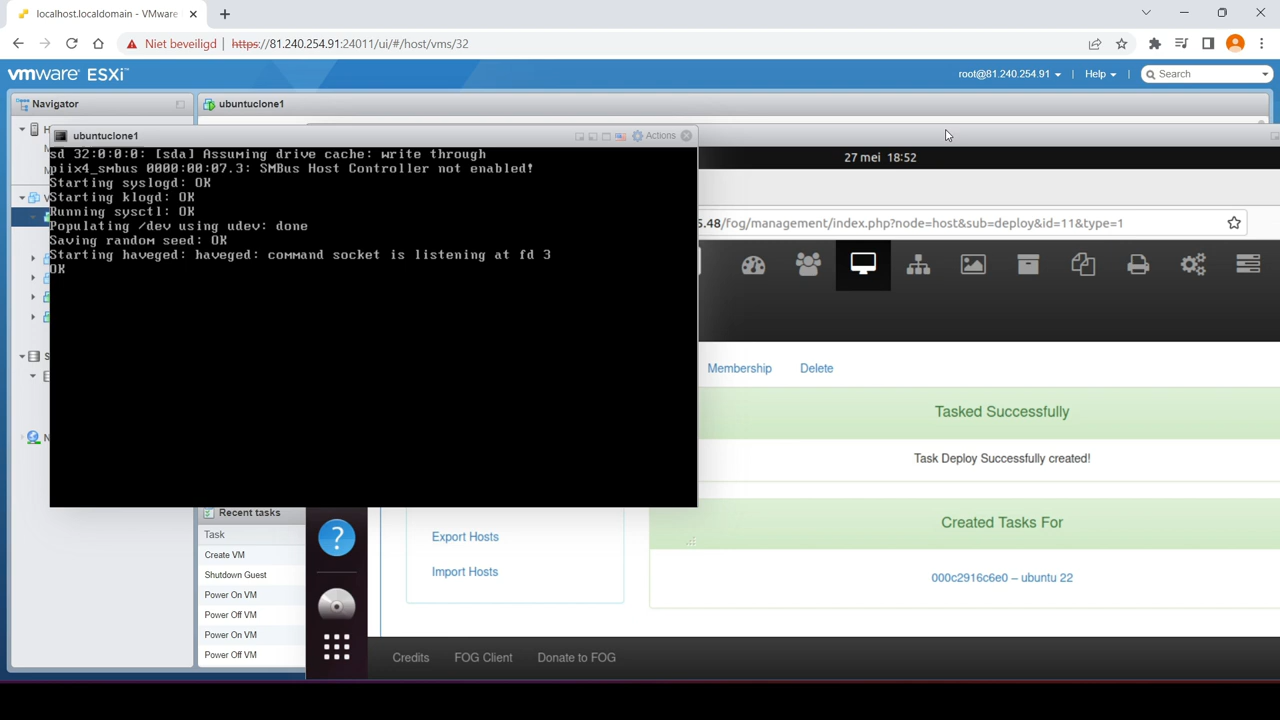 localhost.localdomain - VMware
Niet beveiligd
https://81.240.254.91:24011/ui/#/host/vms/32
vmware ESXi™
root@81.240.254.91
Help
Search
Navigator
ubuntuclone1
ubuntuclone1
Actions
sd 32:0:0:0: [sda] Assuming drive cache: write through
piix4_smbus 0000:00:07.3: SMBus Host Controller not enabled!
Starting syslogd: OK
Starting klogd: OK
Running sysctl: OK
Populating /dev using udev: done
Saving random seed: OK
Starting haveged: haveged: command socket is listening at fd 3
OK
27 mei 18:52
5.48/fog/management/index.php?node=host&sub=deploy&id=11&type=1
Membership
Delete
Tasked Successfully
Task Deploy Successfully created!
Created Tasks For
000c2916c6e0 – ubuntu 22
Export Hosts
Import Hosts
Recent tasks
Task
Create VM
Shutdown Guest
Power On VM
Power Off VM
Power On VM
Power Off VM
Credits
FOG Client
Donate to FOG